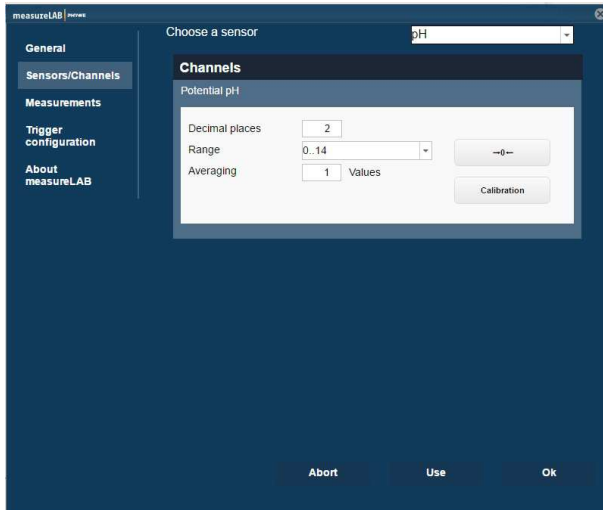 measureLAB PHYWE
Choose a sensor
pH
General
Sensors/Channels
Measurements
Trigger
configuration
About
measureLAB
Channels
Potential pH
Decimal places 2
Range 0..14
Averaging 1 Values
→0←
Calibration
Abort Use Ok